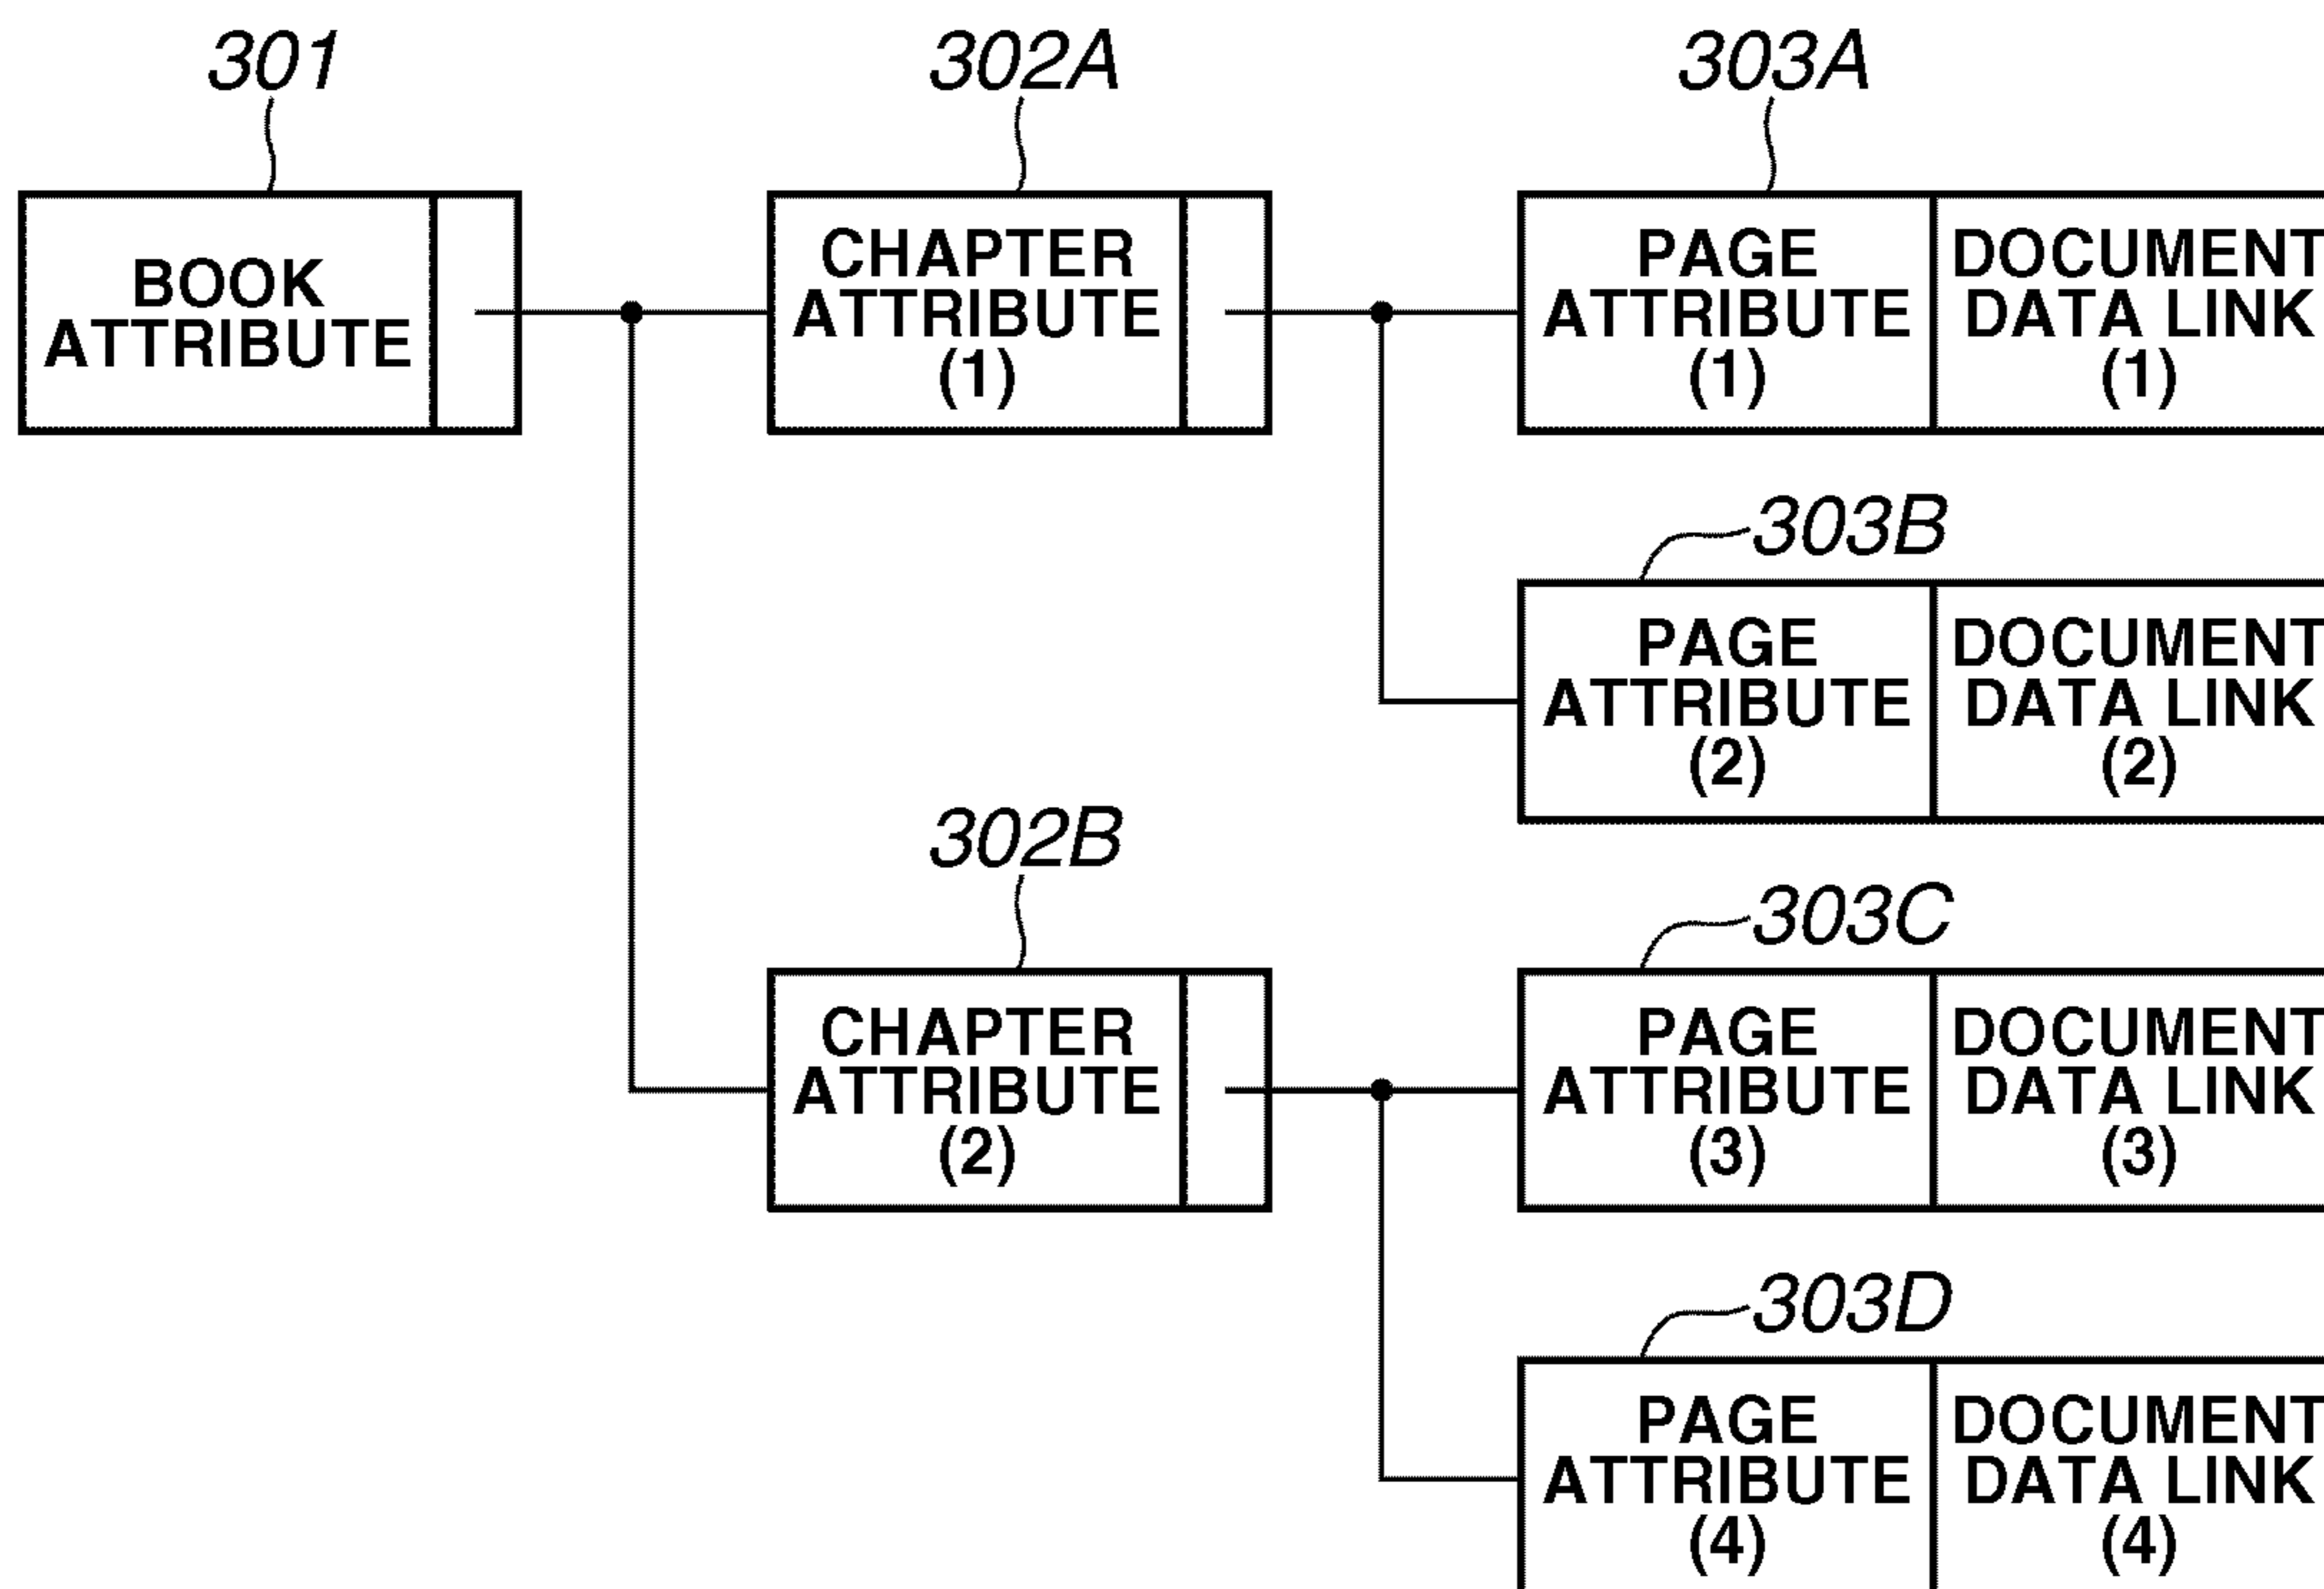 301
302A
303A
BOOK
ATTRIBUTE
CHAPTER
ATTRIBUTE
(1)
PAGE
ATTRIBUTE
(1)
DOCUMENT
DATA LINK
(1)
303B
PAGE
ATTRIBUTE
(2)
DOCUMENT
DATA LINK
(2)
302B
303C
CHAPTER
ATTRIBUTE
(2)
PAGE
ATTRIBUTE
(3)
DOCUMENT
DATA LINK
(3)
303D
PAGE
ATTRIBUTE
(4)
DOCUMENT
DATA LINK
(4)